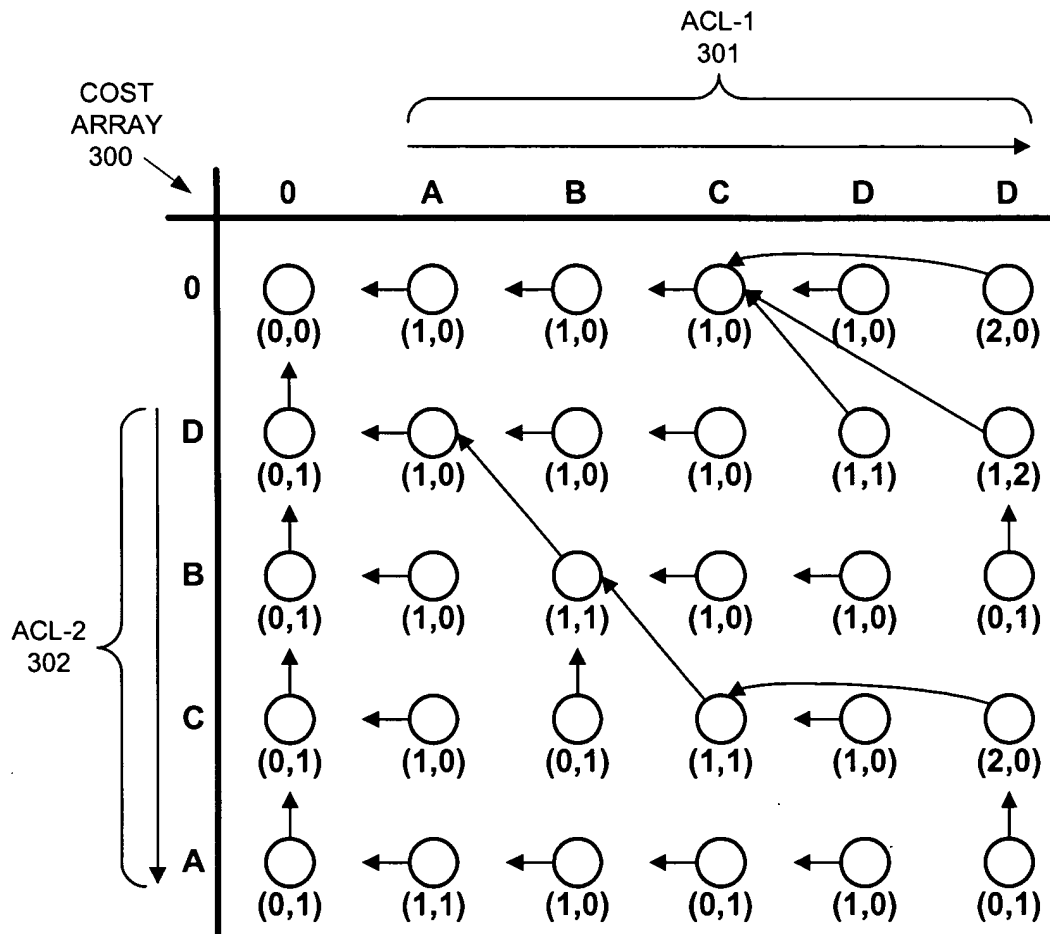 ACL-1
301
COST
ARRAY
300
0 A B C D D
0
(0,0) (1,0) (1,0) (1,0) (1,0) (2,0)
D
(0,1) (1,0) (1,0) (1,0) (1,1) (1,2)
B
(0,1) (1,0) (1,1) (1,0) (1,0) (0,1)
ACL-2
302
C
(0,1) (1,0) (0,1) (1,1) (1,0) (2,0)
A
(0,1) (1,1) (1,0) (0,1) (1,0) (0,1)